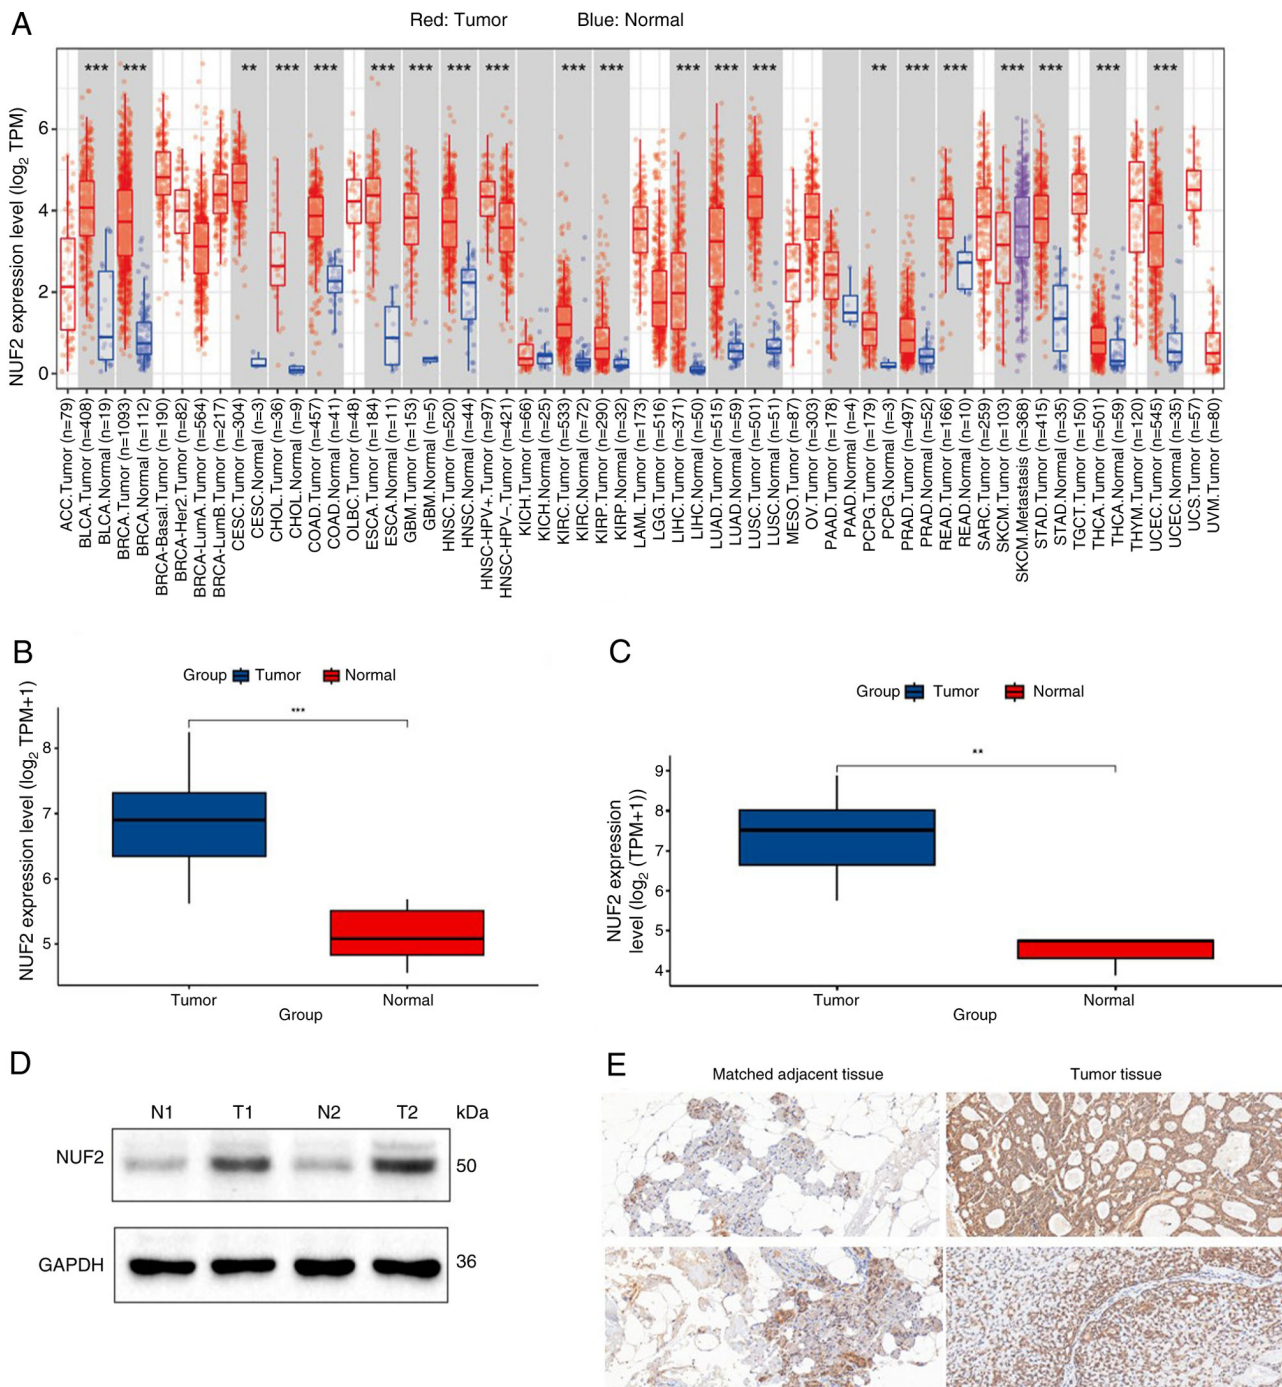 A
Red: Tumor
Blue: Normal
NUF2 expression level (log2 TPM)
*** *** ** *** *** *** *** *** *** *** *** *** *** *** ** *** *** *** *** *** ***
6
4
2
0
ACC.Tumor (n=79)
BLCA.Tumor (n=408)
BLCA.Normal (n=19)
BRCA.Tumor (n=1093)
BRCA.Normal (n=112)
BRCA-Basal.Tumor (n=190)
BRCA-Her2.Tumor (n=82)
BRCA-LumA.Tumor (n=564)
BRCA-LumB.Tumor (n=217)
CESC.Tumor (n=304)
CESC.Normal (n=3)
CHOL.Tumor (n=36)
CHOL.Normal (n=9)
COAD.Tumor (n=457)
COAD.Normal (n=41)
OLBC.Tumor (n=48)
ESCA.Tumor (n=184)
ESCA.Normal (n=11)
GBM.Tumor (n=153)
GBM.Normal (n=5)
HNSC.Tumor (n=520)
HNSC.Normal (n=44)
HNSC-HPV+.Tumor (n=97)
HNSC-HPV-.Tumor (n=421)
KICH.Tumor (n=66)
KICH.Normal (n=25)
KIRC.Tumor (n=533)
KIRC.Normal (n=72)
KIRP.Tumor (n=290)
KIRP.Normal (n=32)
LAML.Tumor (n=173)
LGG.Tumor (n=516)
LIHC.Tumor (n=371)
LIHC.Normal (n=50)
LUAD.Tumor (n=515)
LUAD.Normal (n=59)
LUSC.Tumor (n=501)
LUSC.Normal (n=51)
MESO.Tumor (n=87)
OV.Tumor (n=303)
PAAD.Tumor (n=178)
PAAD.Normal (n=4)
PCPG.Tumor (n=179)
PCPG.Normal (n=3)
PRAD.Tumor (n=497)
PRAD.Normal (n=52)
READ.Tumor (n=166)
READ.Normal (n=10)
SARC.Tumor (n=259)
SKCM.Tumor (n=103)
SKCM.Metastasis (n=368)
STAD.Tumor (n=415)
STAD.Normal (n=35)
TGCT.Tumor (n=150)
THCA.Tumor (n=501)
THCA.Normal (n=59)
THYM.Tumor (n=120)
UCEC.Tumor (n=545)
UCEC.Normal (n=35)
UCS.Tumor (n=57)
UVM.Tumor (n=80)
B
Group Tumor Normal
NUF2 expression level (log2 TPM+1)
***
8
7
6
5
Tumor
Normal
Group
C
Group Tumor Normal
NUF2 expression
level (log2 (TPM+1))
**
9
8
7
6
5
4
Tumor
Normal
Group
D
N1 T1 N2 T2 kDa
NUF2 50
GAPDH 36
E
Matched adjacent tissue
Tumor tissue